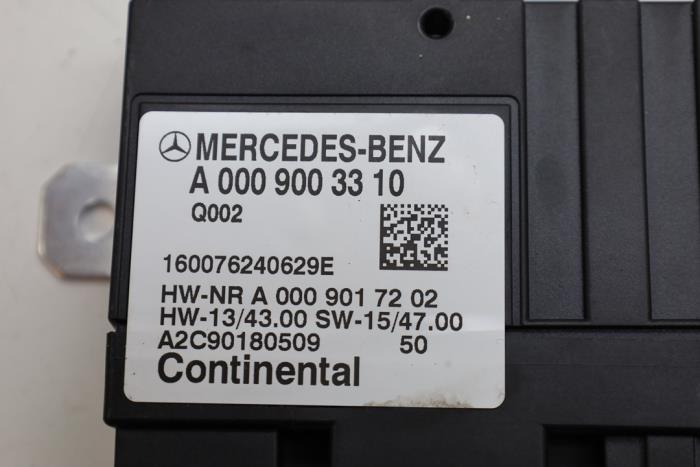 MERCEDES-BENZ
A 000 900 33 10
Q002
160076240629E
HW-NR A 000 901 72 02
HW-13/43.00 SW-15/47.00
A2C90180509 50
Continental